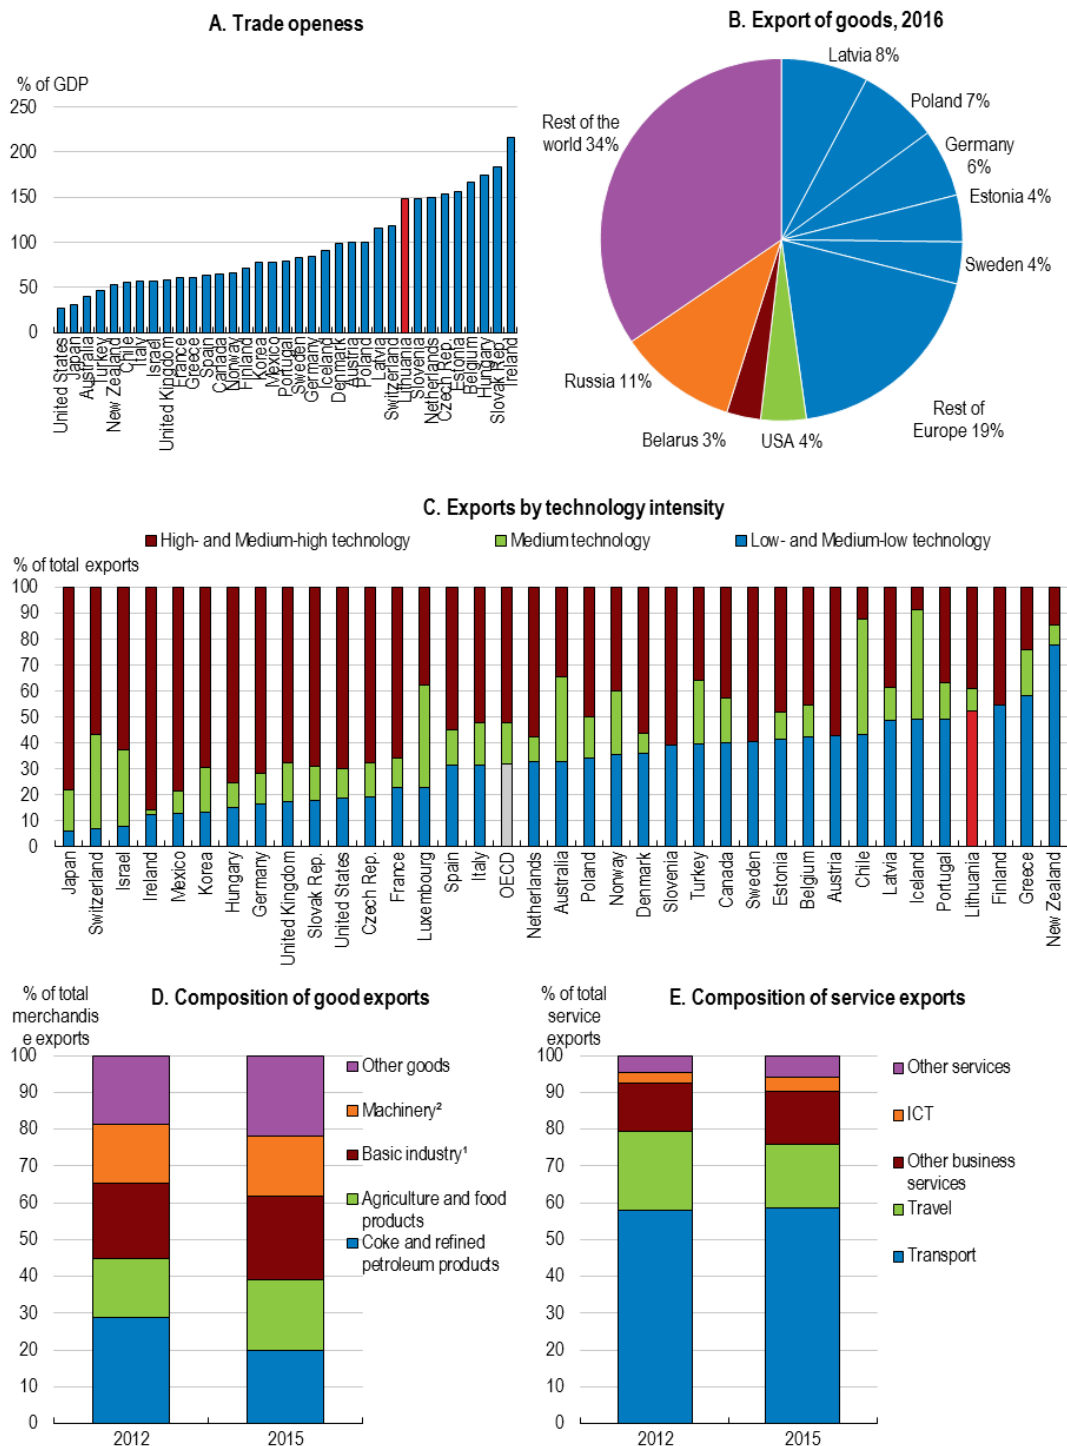 A. Trade openess
% of GDP
250
200
150
100
50
0
United States
Japan
Australia
Turkey
New Zealand
Chile
Italy
Israel
United Kingdom
France
Greece
Spain
Canada
Norway
Finland
Korea
Mexico
Portugal
Sweden
Germany
Iceland
Denmark
Austria
Poland
Latvia
Switzerland
Lithuania
Slovenia
Netherlands
Czech Rep.
Estonia
Belgium
Hungary
Slovak Rep.
Ireland
B. Export of goods, 2016
Latvia 8%
Poland 7%
Germany
6%
Estonia 4%
Sweden 4%
Rest of
Europe 19%
USA 4%
Belarus 3%
Russia 11%
Rest of the
world 34%
C. Exports by technology intensity
High- and Medium-high technology
Medium technology
Low- and Medium-low technology
% of total exports
100
90
80
70
60
50
40
30
20
10
0
Japan
Switzerland
Israel
Ireland
Mexico
Korea
Hungary
Germany
United Kingdom
Slovak Rep.
United States
Czech Rep.
France
Luxembourg
Spain
Italy
OECD
Netherlands
Australia
Poland
Norway
Denmark
Slovenia
Turkey
Canada
Sweden
Estonia
Belgium
Austria
Chile
Latvia
Iceland
Portugal
Lithuania
Finland
Greece
New Zealand
D. Composition of good exports
% of total
merchandis
e exports
100
90
80
70
60
50
40
30
20
10
0
2012
2015
Other goods
Machinery²
Basic industry¹
Agriculture and food
products
Coke and refined
petroleum products
E. Composition of service exports
% of total
service
exports
100
90
80
70
60
50
40
30
20
10
0
2012
2015
Other services
ICT
Other business
services
Travel
Transport